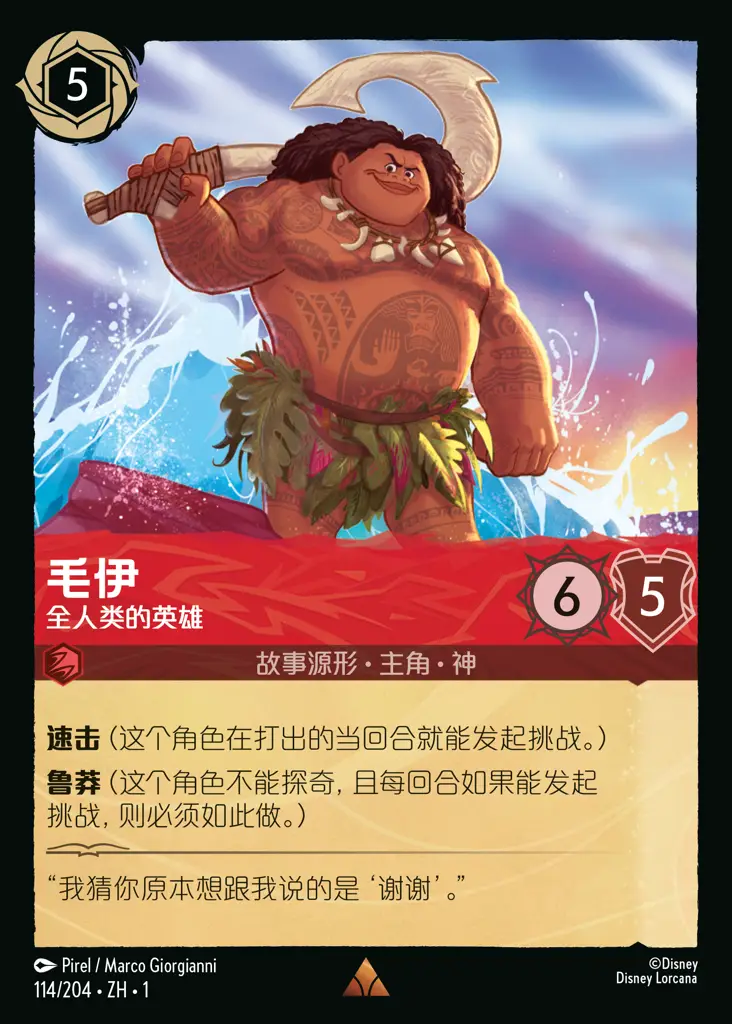 5
毛伊
全人类的英雄
6
5
故事源形 · 主角 · 神
速击 (这个角色在打出的当回合就能发起挑战。)
鲁莽 (这个角色不能探奇, 且每回合如果能发起
挑战, 则必须如此做。)
“我猜你原本想跟我说的是 ‘谢谢’。”
Pirel / Marco Giorgianni
114/204 • ZH • 1
©Disney
Disney Lorcana